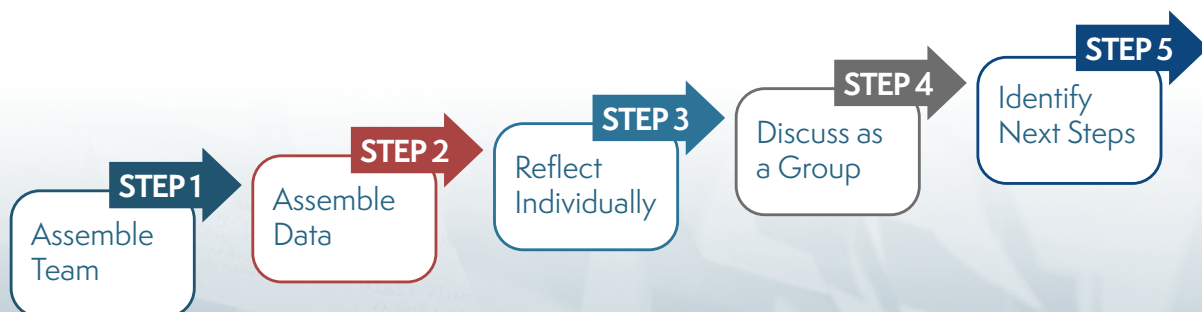 STEP 1
Assemble
Team
STEP 2
Assemble
Data
STEP 3
Reflect
Individually
STEP 4
Discuss as
a Group
STEP 5
Identify
Next Steps